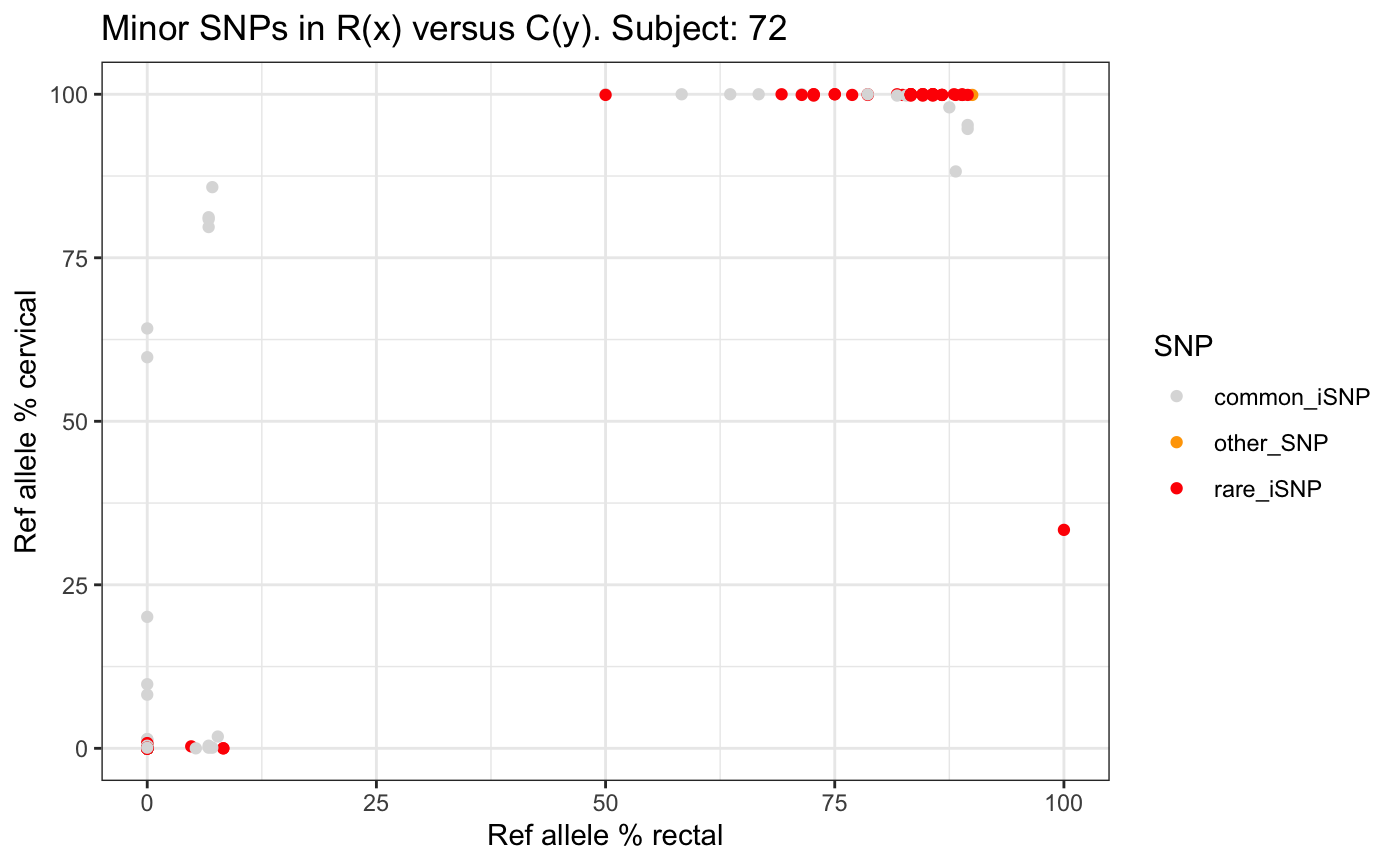 Minor SNPs in R(x) versus C(y). Subject: 72
100
75
50
25
0
0
25
50
75
100
Ref allele % cervical
Ref allele % rectal
SNP
common_iSNP
other_SNP
rare_iSNP